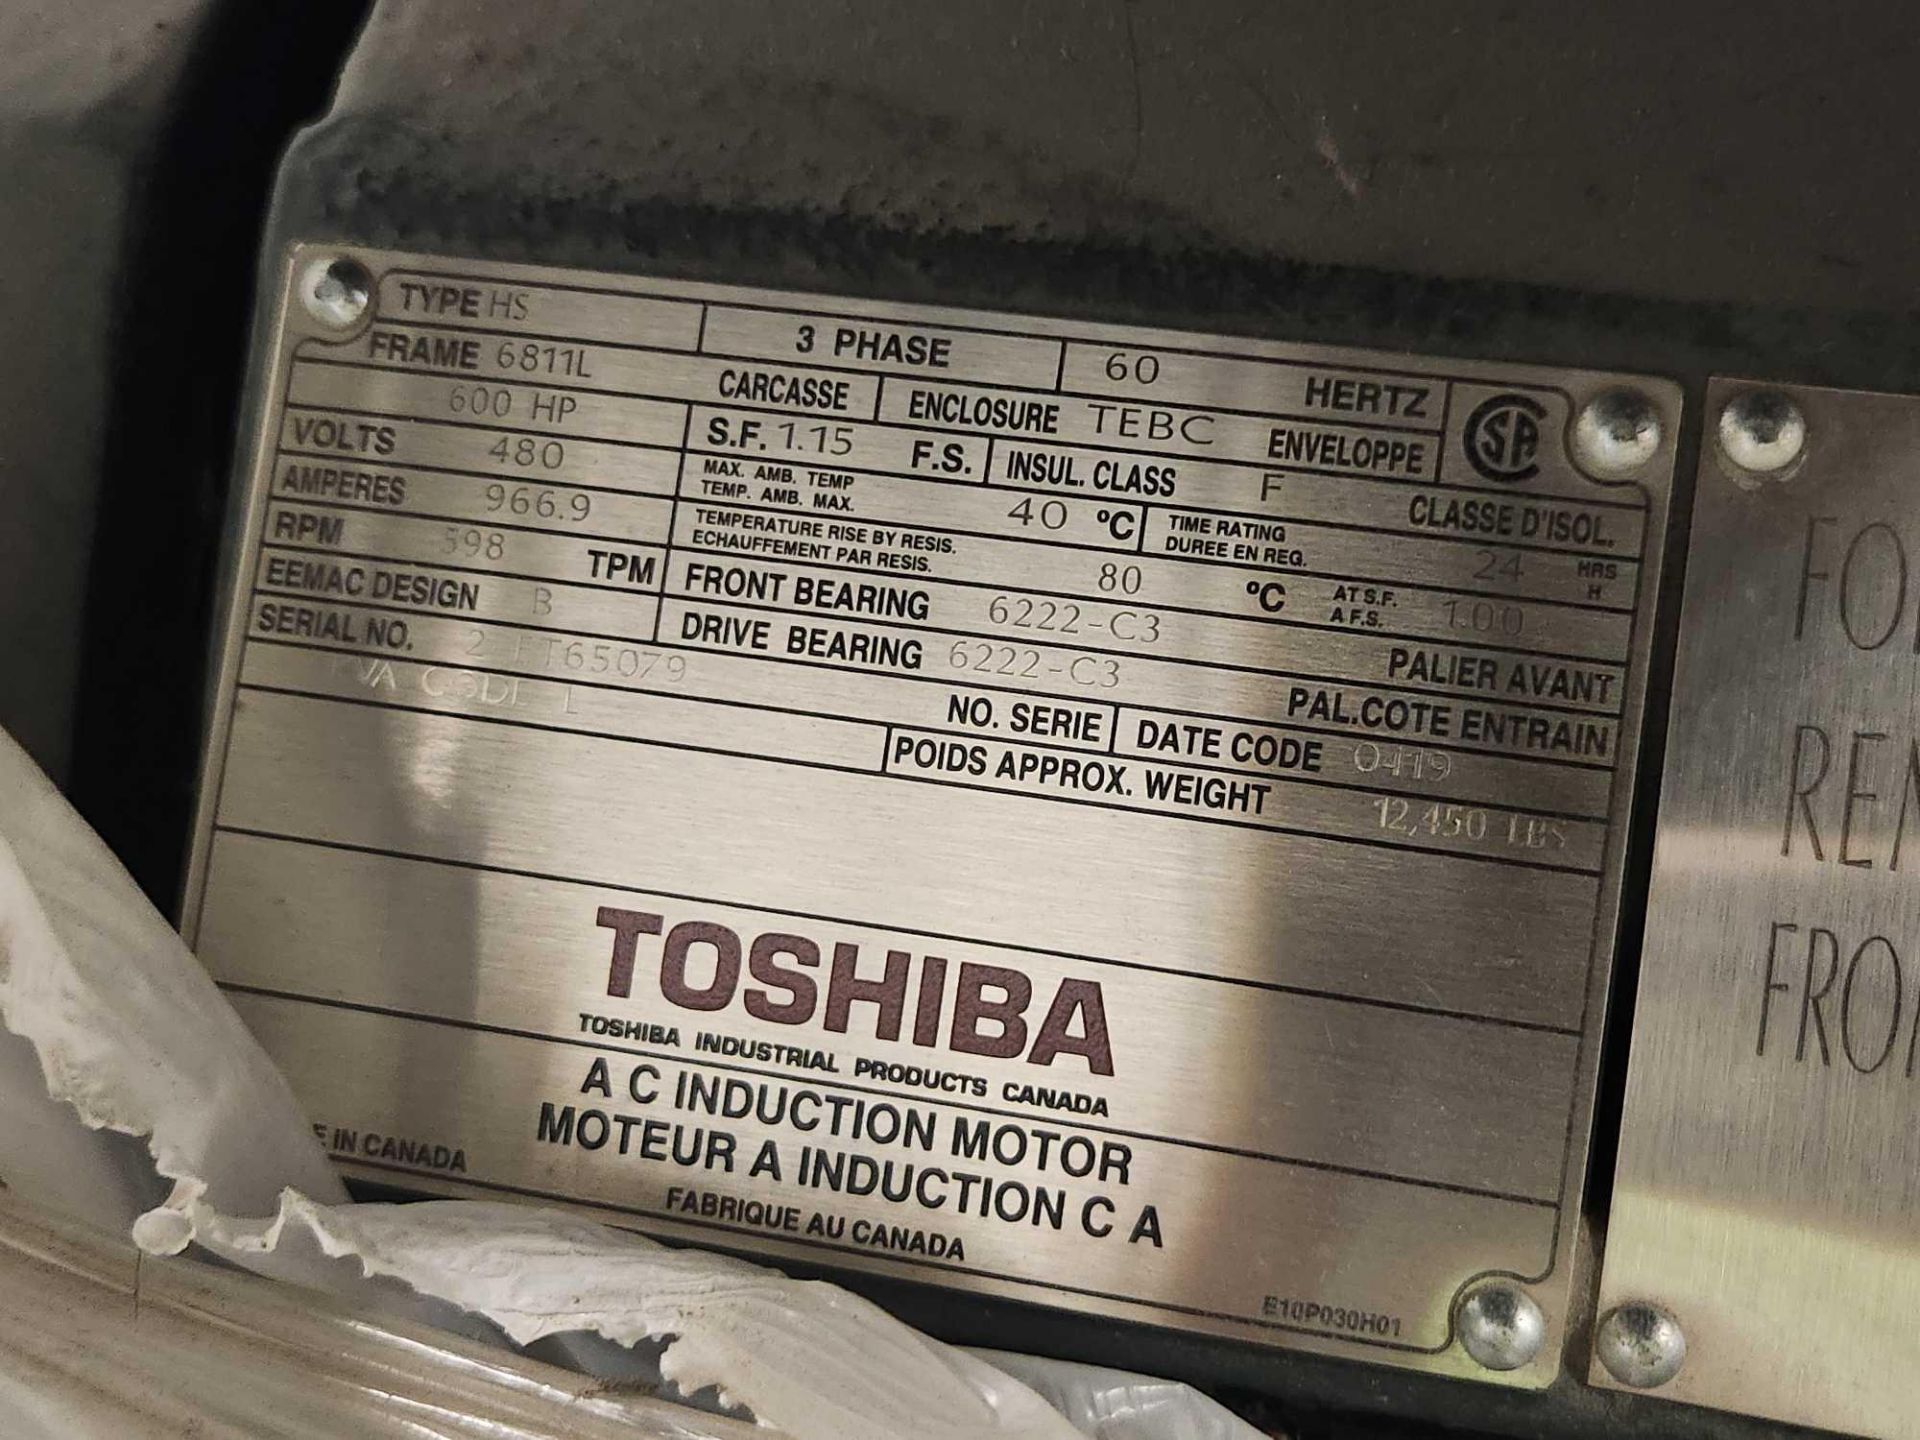 TYPE HS 3 PHASE 60 HERTZ
FRAME 6811L CARCASSE ENCLOSURE TEBC ENVELOPPE
600 HP S.F. 1.15 F.S. INSUL. CLASS F CLASSE D'ISOL.
VOLTS 480 MAX. AMB. TEMP
TEMP. AMB. MAX. 40 °C TIME RATING
DUREE EN REG. 24 HRS
H
AMPERES 966.9 TEMPERATURE RISE BY RESIS.
ECHAUFFEMENT PAR RESIS. 80 °C AT S.F.
A F.S. 1.00
RPM 598 TPM FRONT BEARING 6222-C3 PALIER AVANT
EEMAC DESIGN B DRIVE BEARING 6222-C3 PAL.COTE ENTRAIN
SERIAL NO. 65079 NO. SERIE DATE CODE 0419
KVA CODE L POIDS APPROX. WEIGHT 12,450 LBS
CSA
TOSHIBA
TOSHIBA INDUSTRIAL PRODUCTS CANADA
A C INDUCTION MOTOR
MOTEUR A INDUCTION C A
IN CANADA
FABRIQUE AU CANADA
E10P030H01